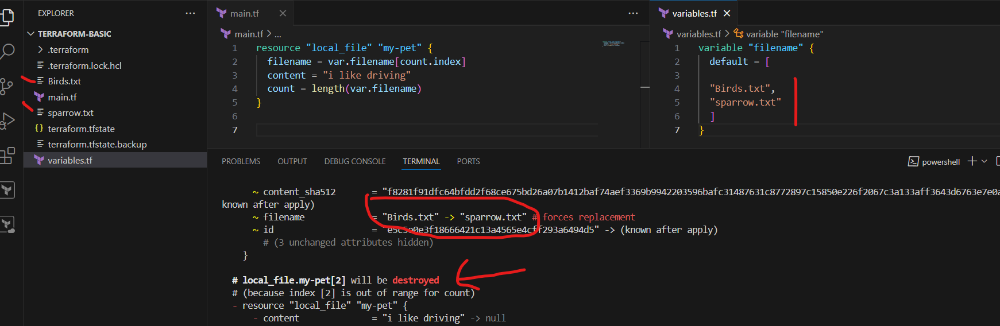 EXPLORER
TERRAFORM-BASIC
.terraform
.terraform.lock.hcl
Birds.txt
main.tf
sparrow.txt
terraform.tfstate
terraform.tfstate.backup
variables.tf
main.tf
main.tf > ...
1 resource "local_file" "my-pet" {
2 filename = var.filename[count.index]
3 content = "i like driving"
4 count = length(var.filename)
5 }
6
7
variables.tf
variables.tf > variable "filename"
1 variable "filename" {
2 default = [
3
4 "Birds.txt",
5 "sparrow.txt"
6 ]
7 }
PROBLEMS OUTPUT DEBUG CONSOLE TERMINAL PORTS
powershell
~ content_sha512 = "f8281f91dfc64bfdd2f68ce675bd26a07b1412baf74aef3369b9942203596bafc31487631c8772897c15850e226f2067c3a133aff3643d6763e7e0a
known after apply)
~ filename = "Birds.txt" -> "sparrow.txt" # forces replacement
~ id = "e5c5e0e3f18666421c13a4565e4cff293a6494d5" -> (known after apply)
# (3 unchanged attributes hidden)
}
# local_file.my-pet[2] will be destroyed
# (because index [2] is out of range for count)
- resource "local_file" "my-pet" {
- content = "i like driving" -> null